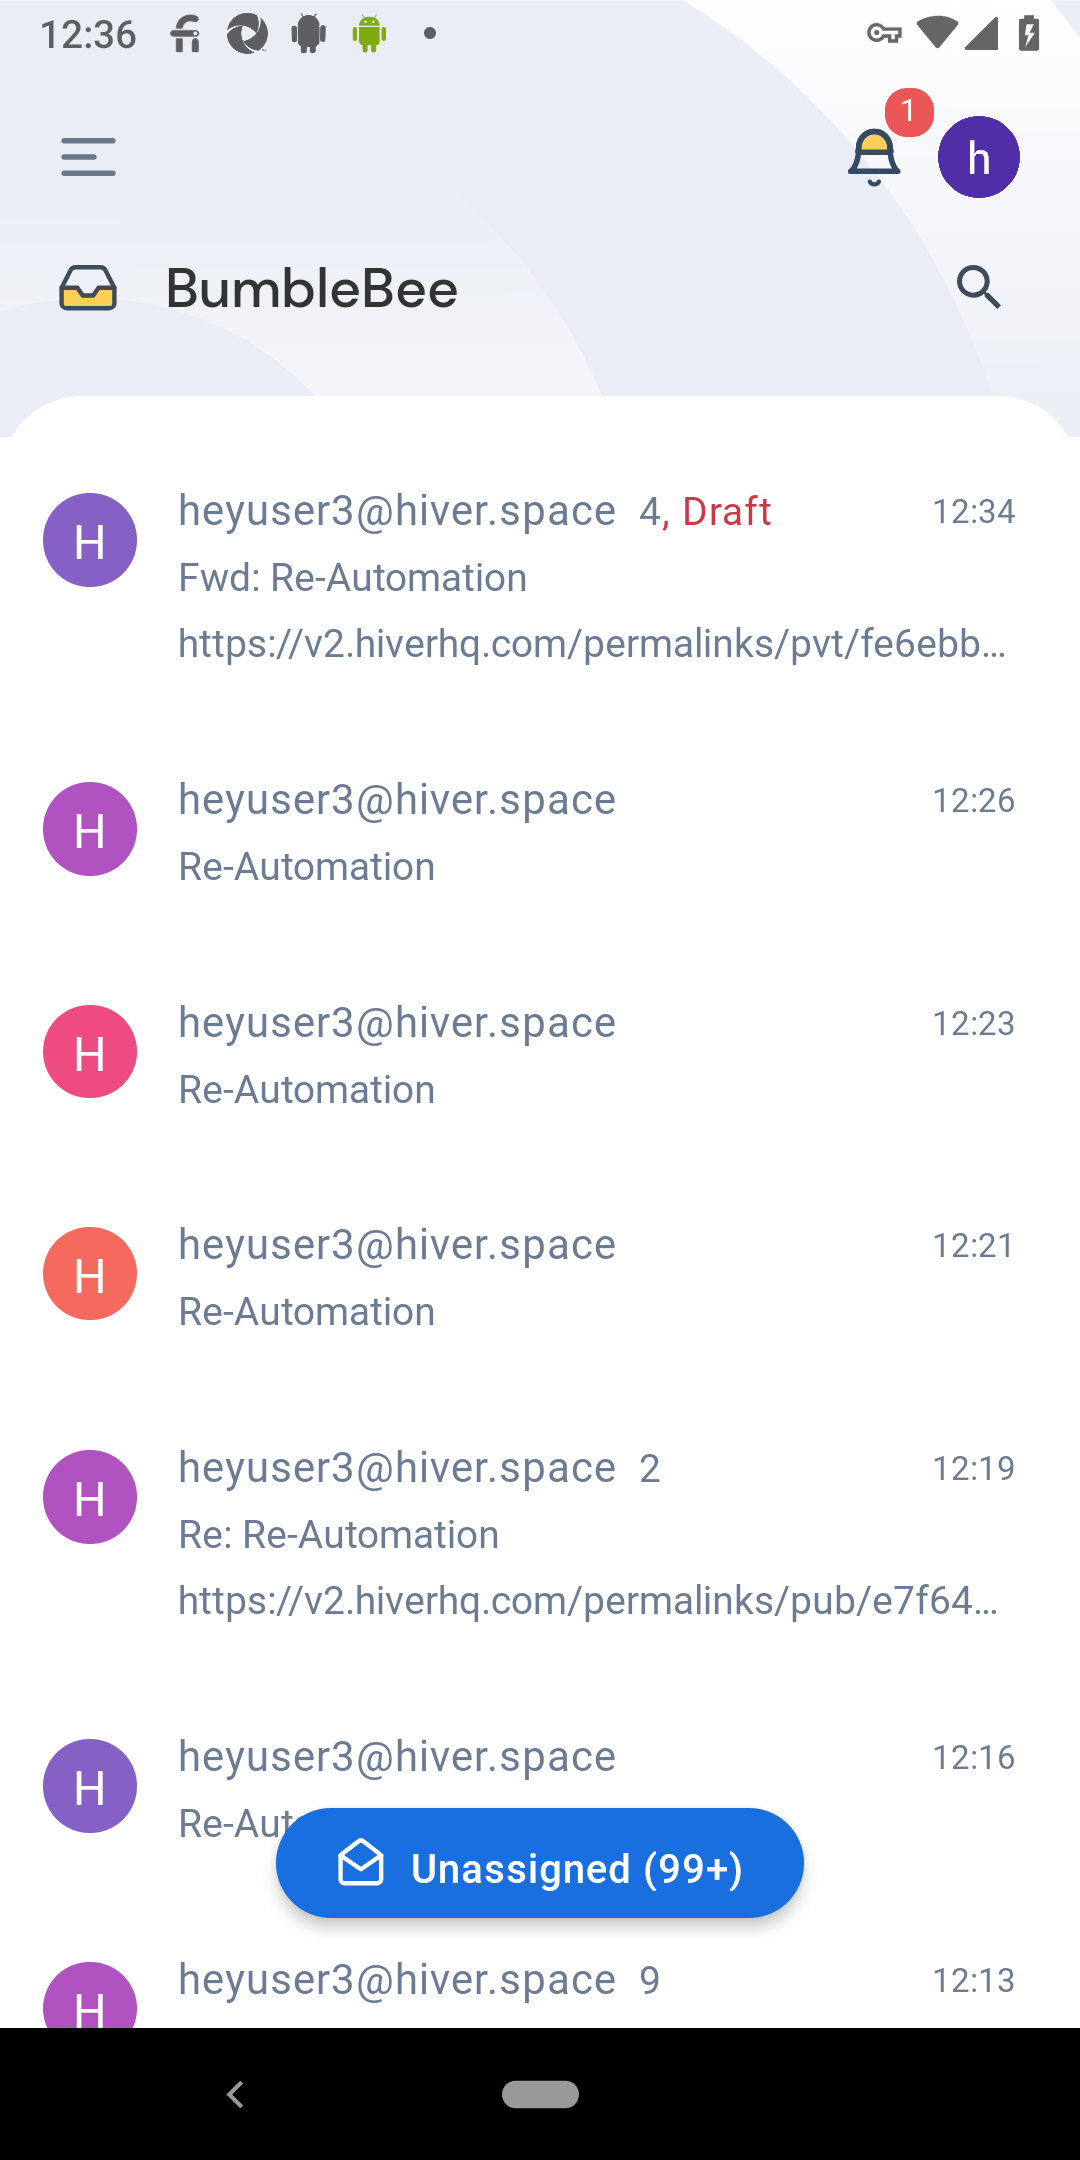 12:36
1
h
BumbleBee
H
heyuser3@hiver.space 4, Draft 12:34
Fwd: Re-Automation
https://v2.hiverhq.com/permalinks/pvt/fe6ebb...
H
heyuser3@hiver.space 12:26
Re-Automation
H
heyuser3@hiver.space 12:23
Re-Automation
H
heyuser3@hiver.space 12:21
Re-Automation
H
heyuser3@hiver.space 2 12:19
Re: Re-Automation
https://v2.hiverhq.com/permalinks/pub/e7f64...
H
heyuser3@hiver.space 12:16
Re-Aut
Unassigned (99+)
H
heyuser3@hiver.space 9 12:13